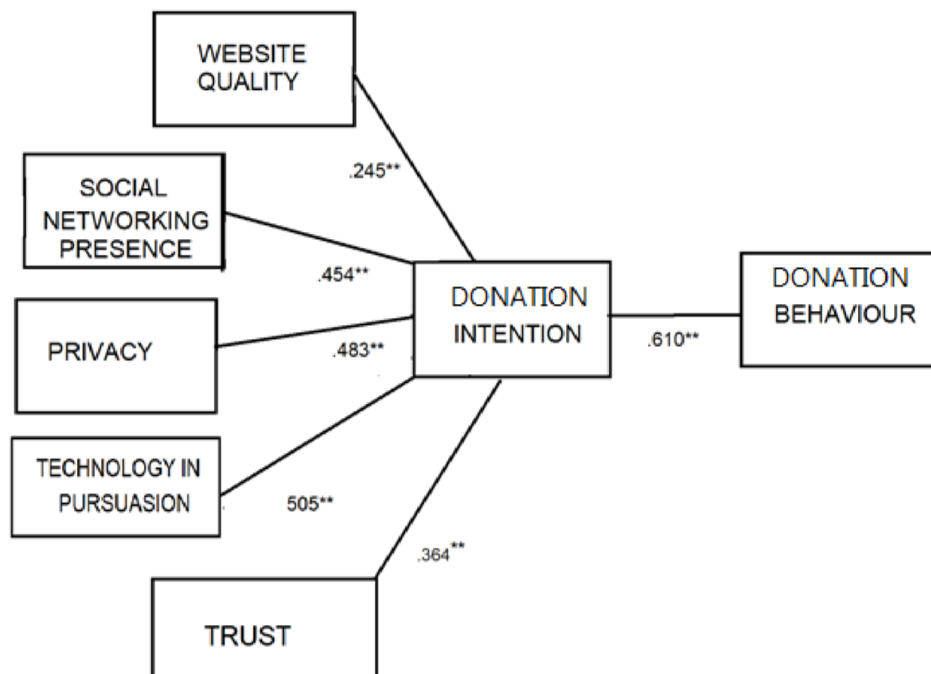 WEBSITE
QUALITY
.245**
SOCIAL
NETWORKING
PRESENCE
.454**
DONATION
INTENTION
DONATION
BEHAVIOUR
.610**
PRIVACY
.483**
TECHNOLOGY IN
PURSUASION
505**
.364**
TRUST